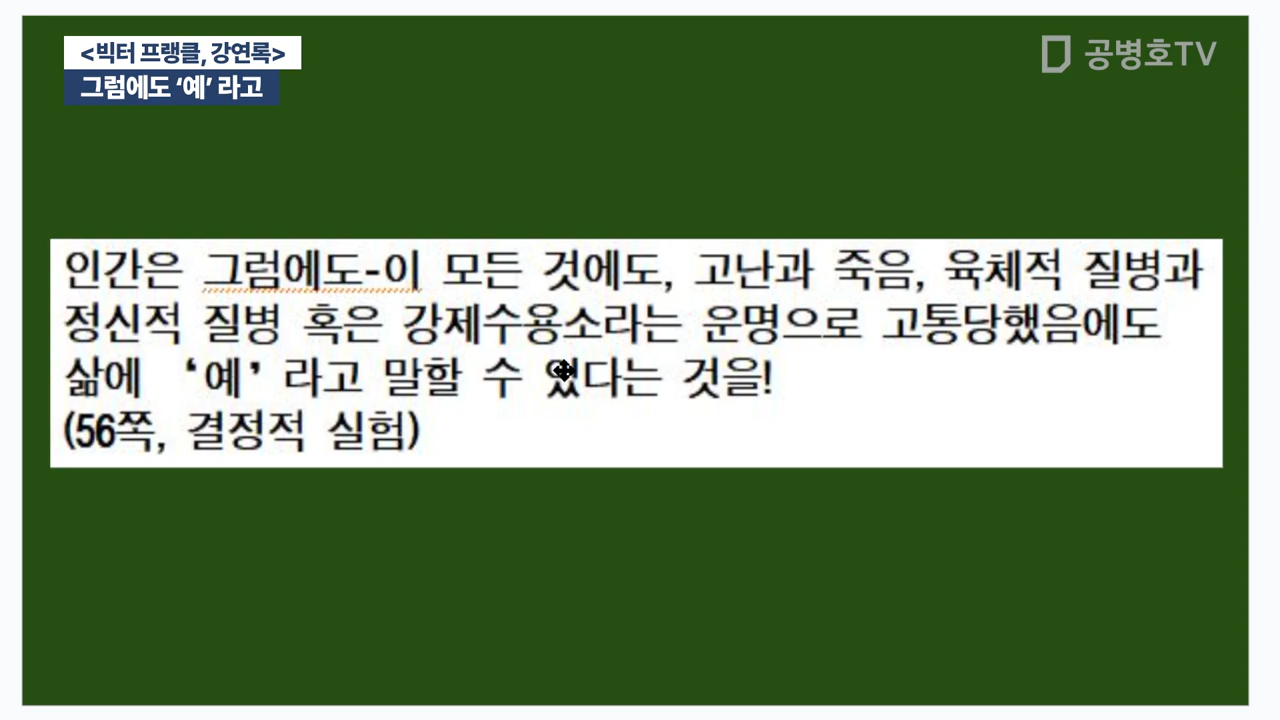 <빅터 프랭클, 강연록>
그럼에도 ‘예’ 라고
공병호TV
인간은 그럼에도-이 모든 것에도, 고난과 죽음, 육체적 질병과
정신적 질병 혹은 강제수용소라는 운명으로 고통당했음에도
삶에 ‘예’ 라고 말할 수 있다는 것을!
(56쪽, 결정적 실험)